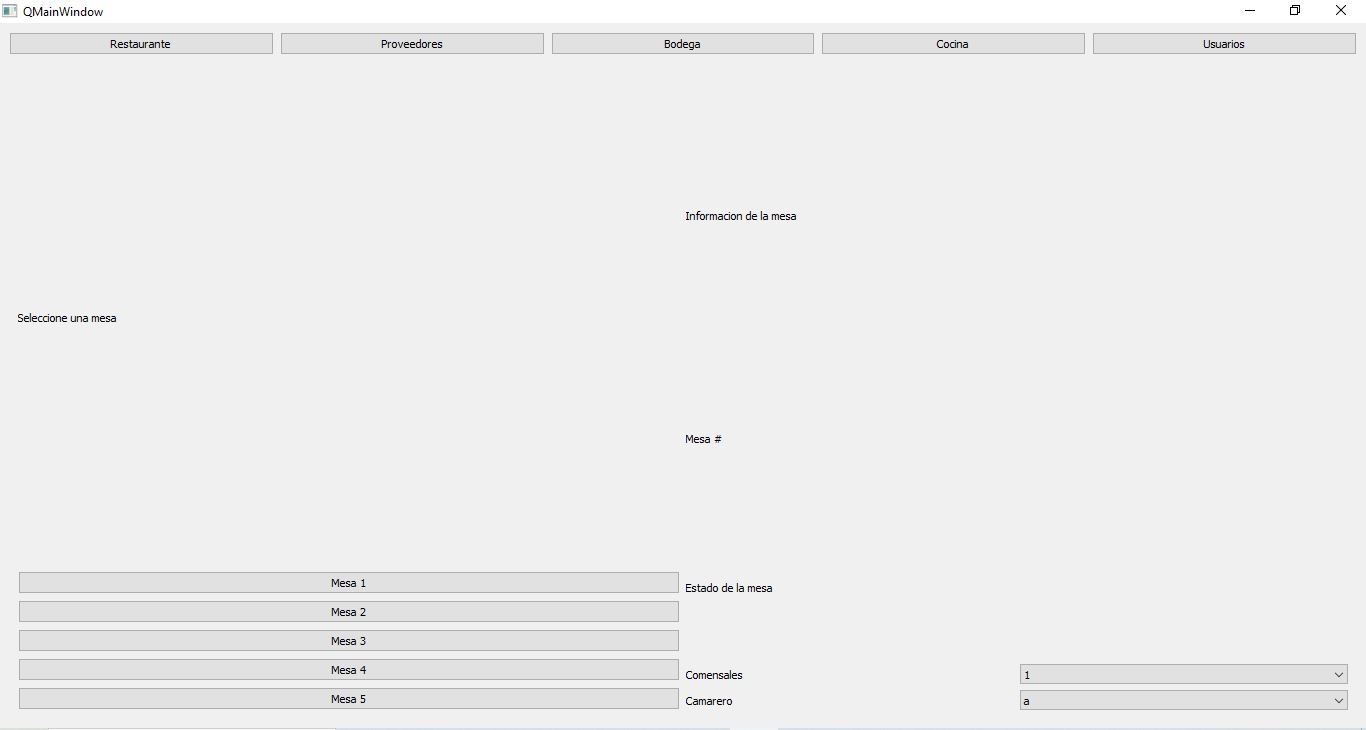 QMainWindow
Restaurante Proveedores Bodega Cocina Usuarios
Informacion de la mesa
Seleccione una mesa
Mesa #
Mesa 1
Estado de la mesa
Mesa 2
Mesa 3
Mesa 4
Comensales 1
Mesa 5
Camarero a